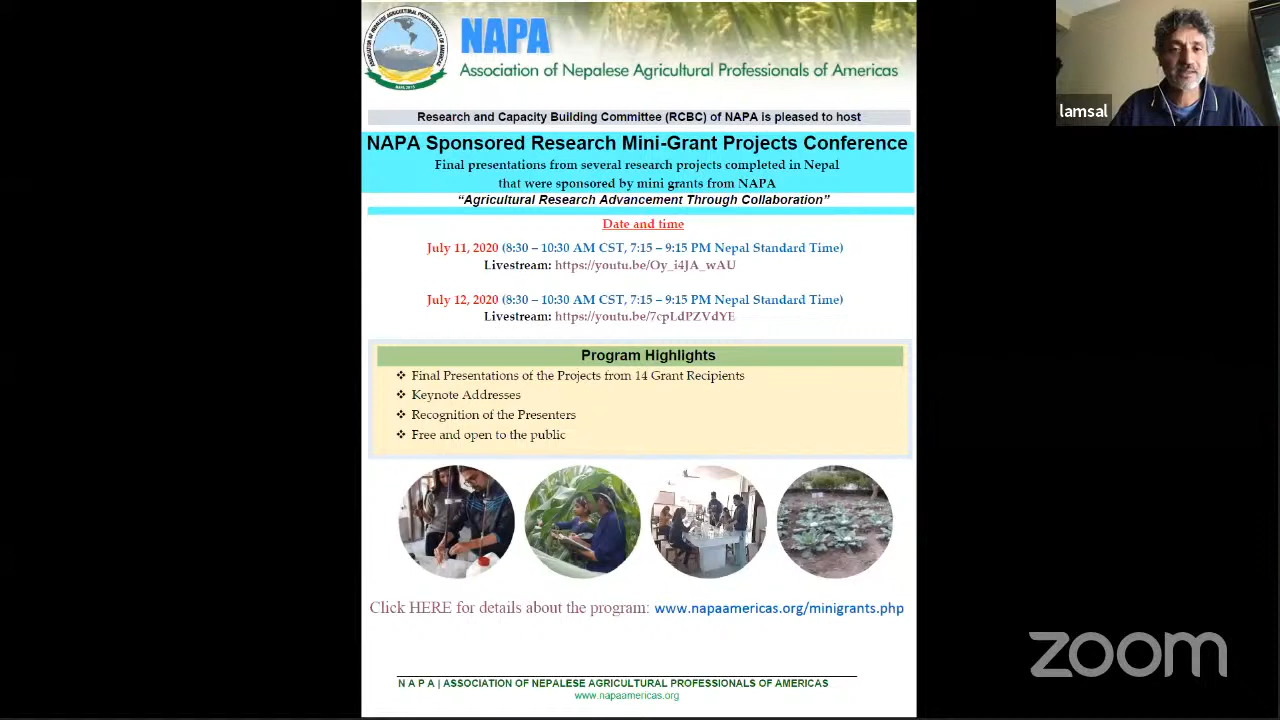 NAPA
Association of Nepalese Agricultural Professionals of Americas
lamsal
Research and Capacity Building Committee (RCBC) of NAPA is pleased to host
NAPA Sponsored Research Mini-Grant Projects Conference
Final presentations from several research projects completed in Nepal
that were sponsored by mini grants from NAPA
“Agricultural Research Advancement Through Collaboration”
Date and time
July 11, 2020 (8:30 – 10:30 AM CST, 7:15 – 9:15 PM Nepal Standard Time)
Livestream: https://youtu.be/Oy_i4JA_wAU
July 12, 2020 (8:30 – 10:30 AM CST, 7:15 – 9:15 PM Nepal Standard Time)
Livestream: https://youtu.be/7cpLdPZVdYE
Program Highlights
❖ Final Presentations of the Projects from 14 Grant Recipients
❖ Keynote Addresses
❖ Recognition of the Presenters
❖ Free and open to the public
Click HERE for details about the program: www.napaamericas.org/minigrants.php
zoom
N A P A | ASSOCIATION OF NEPALESE AGRICULTURAL PROFESSIONALS OF AMERICAS
www.napaamericas.org